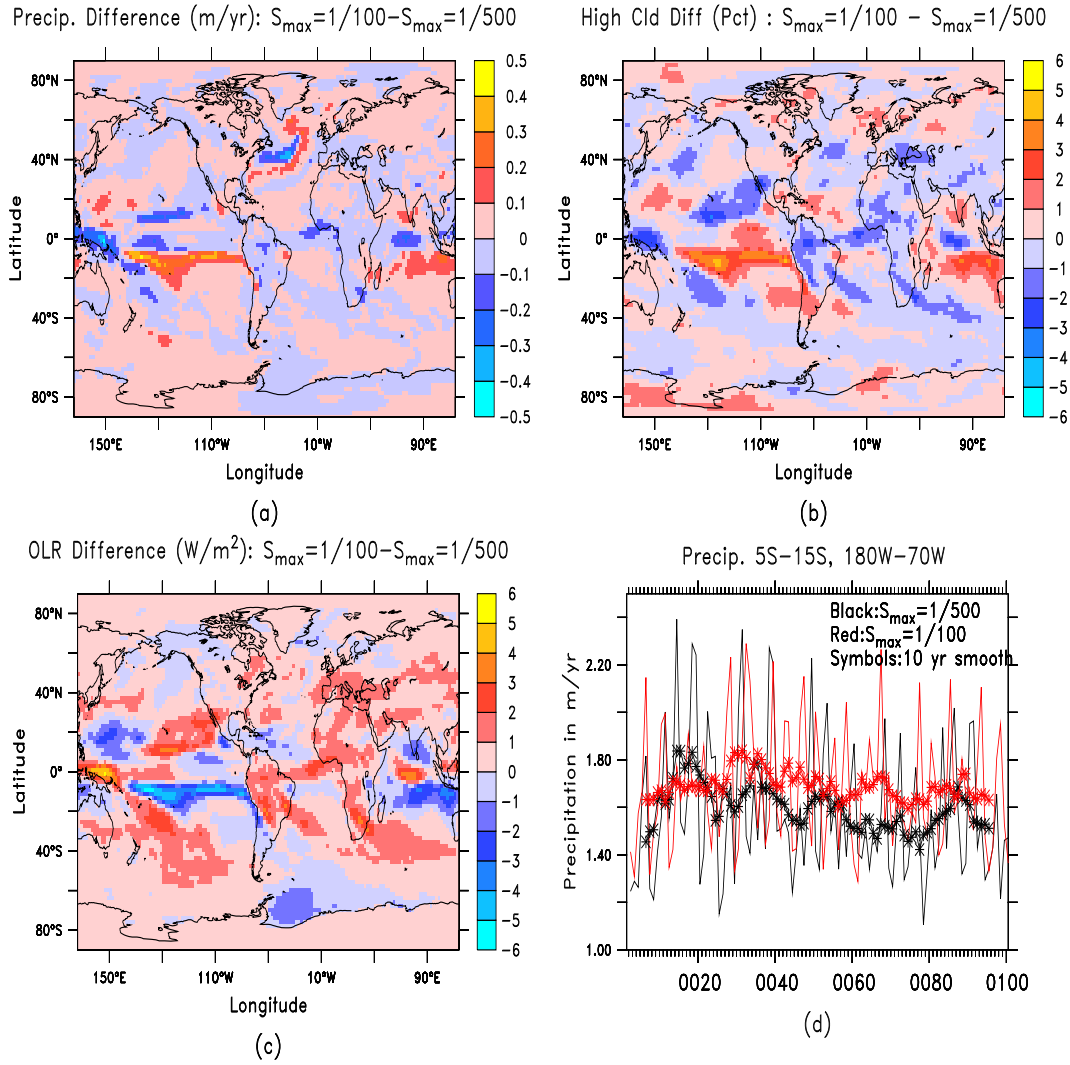 Precip. Difference (m/yr): Smax=1/100−Smax=1/500
80°N
40°N
0°
40°S
80°S
Latitude
150°E
110°W
10°W
90°E
Longitude
0.5
0.4
0.3
0.2
0.1
0
-0.1
-0.2
-0.3
-0.4
-0.5
(a)
High Cld Diff (Pct) : Smax=1/100 − Smax=1/500
80°N
40°N
0°
40°S
80°S
Latitude
150°E
110°W
10°W
90°E
Longitude
6
5
4
3
2
1
0
-1
-2
-3
-4
-5
-6
(b)
OLR Difference (W/m²): Smax=1/100−Smax=1/500
80°N
40°N
0°
40°S
80°S
Latitude
150°E
110°W
10°W
90°E
Longitude
6
5
4
3
2
1
0
-1
-2
-3
-4
-5
-6
(c)
Precip. 5S−15S, 180W−70W
Black:Smax=1/500
Red:Smax=1/100
Symbols:10 yr smooth
Precipitation in m/yr
2.20
1.80
1.40
1.00
0020
0040
0060
0080
0100
(d)